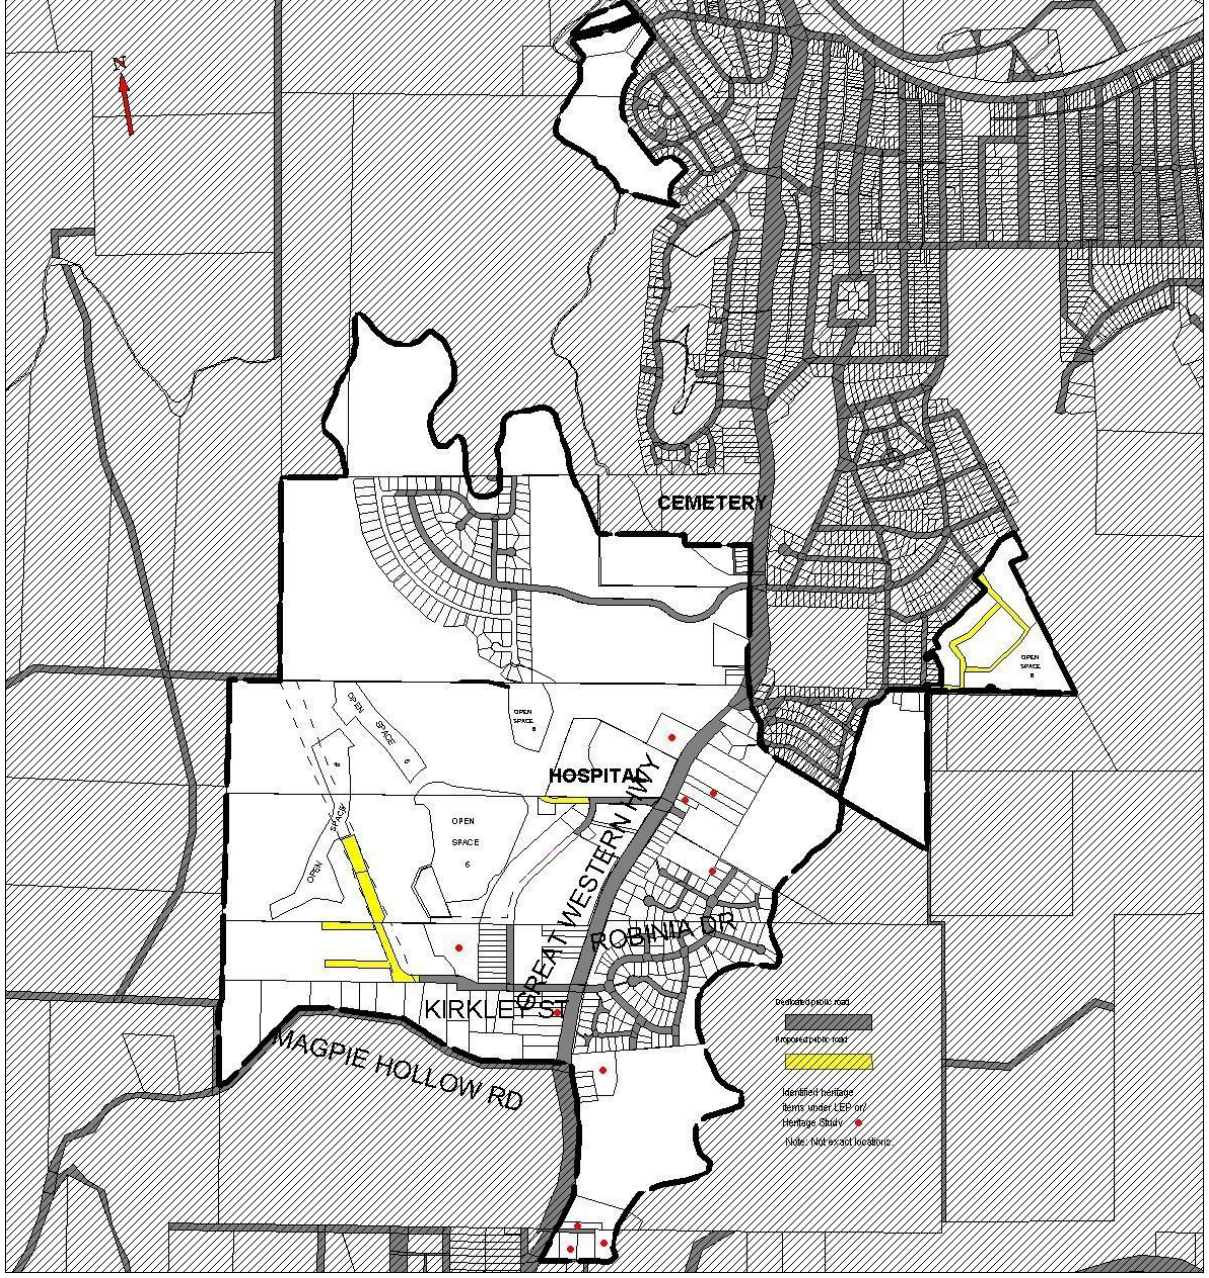 N
CEMETERY
OPEN
SPACE
6
OPEN
SPACE
6
OPEN
SPACE
6
HOSPITAL
GREAT WESTERN HWY
6
SPACE
OPEN
OPEN
SPACE
6
ROBINIA DR
KIRKLEY ST
MAGPIE HOLLOW RD
Dedicated public road
Proposed public road
Identified heritage
items under LEP or/
Heritage Study
Note: Not exact locations.